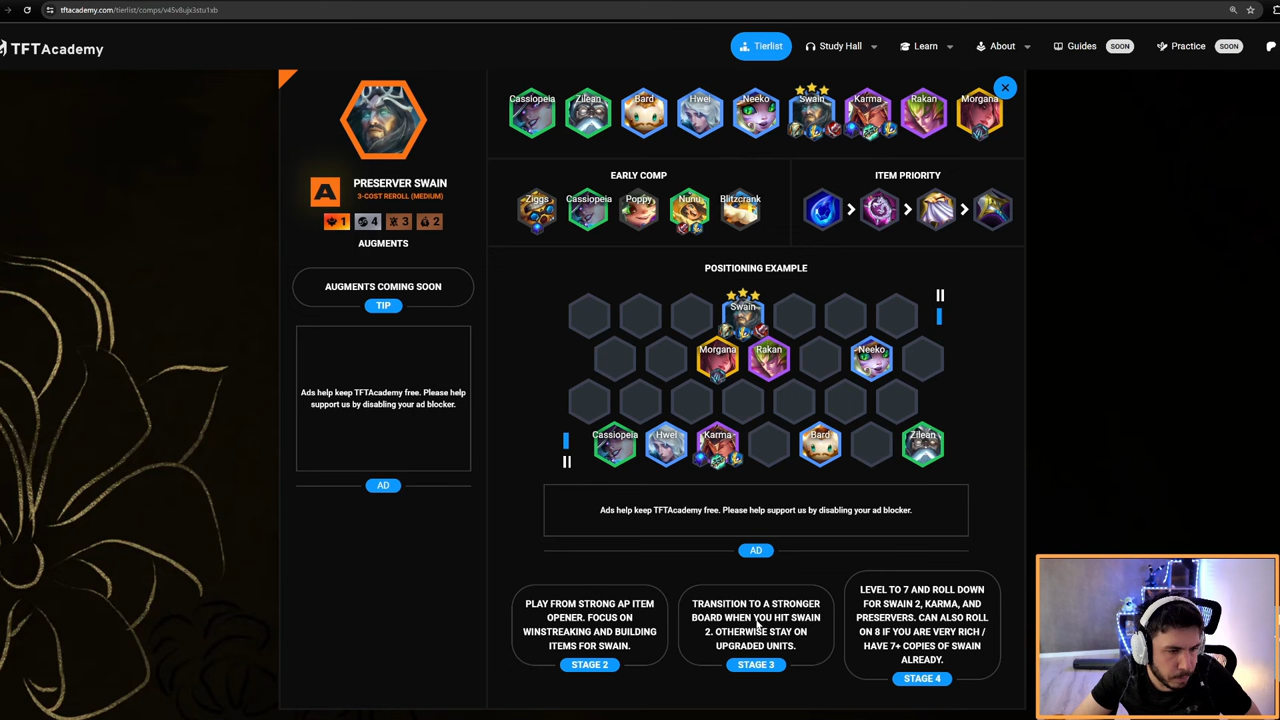 tftacademy.com/tierlist/comps/v45v8ujx3stu1xb
TFTAcademy
Tierlist
Study Hall
Learn
About
Guides
SOON
Practice
SOON
PRESERVER SWAIN
3-COST REROLL (MEDIUM)
A
1
4
3
2
AUGMENTS
AUGMENTS COMING SOON
TIP
Ads help keep TFTAcademy free. Please help
support us by disabling your ad blocker.
AD
Cassiopeia
Zilean
Bard
Hwei
Neeko
Swain
Karma
Rakan
Morgana
EARLY COMP
Ziggs
Cassiopeia
Poppy
Nunu
Blitzcrank
ITEM PRIORITY
POSITIONING EXAMPLE
Swain
Morgana
Rakan
Neeko
Cassiopeia
Hwei
Karma
Bard
Zilean
Ads help keep TFTAcademy free. Please help support us by disabling your ad blocker.
AD
PLAY FROM STRONG AP ITEM
OPENER. FOCUS ON
WINSTREAKING AND BUILDING
ITEMS FOR SWAIN.
STAGE 2
TRANSITION TO A STRONGER
BOARD WHEN YOU HIT SWAIN
2. OTHERWISE STAY ON
UPGRADED UNITS.
STAGE 3
LEVEL TO 7 AND ROLL DOWN
FOR SWAIN 2, KARMA, AND
PRESERVERS. CAN ALSO ROLL
ON 8 IF YOU ARE VERY RICH /
HAVE 7+ COPIES OF SWAIN
ALREADY.
STAGE 4